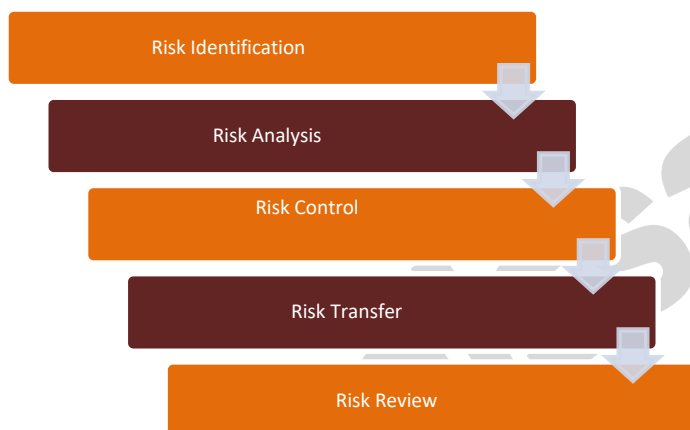 Risk Identification
Risk Analysis
Risk Control
Risk Transfer
Risk Review